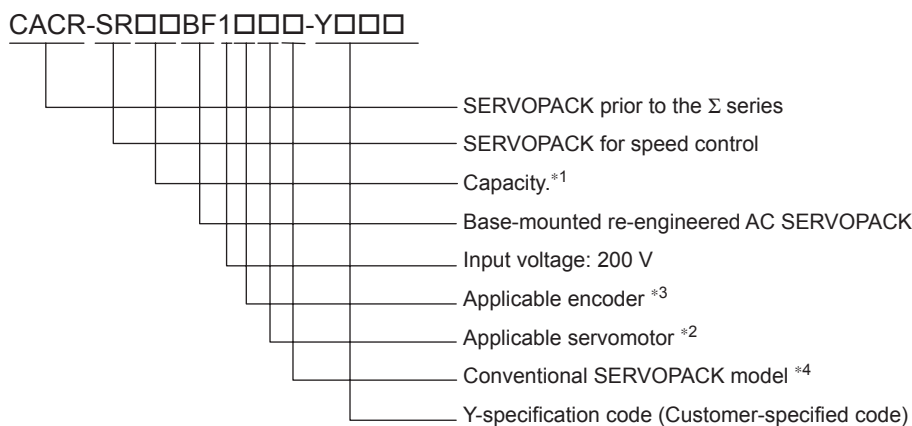 CACR-SR□□BF1□□□-Y□□□
SERVOPACK prior to the Σ series
SERVOPACK for speed control
Capacity.*1
Base-mounted re-engineered AC SERVOPACK
Input voltage: 200 V
Applicable encoder *3
Applicable servomotor *2
Conventional SERVOPACK model *4
Y-specification code (Customer-specified code)